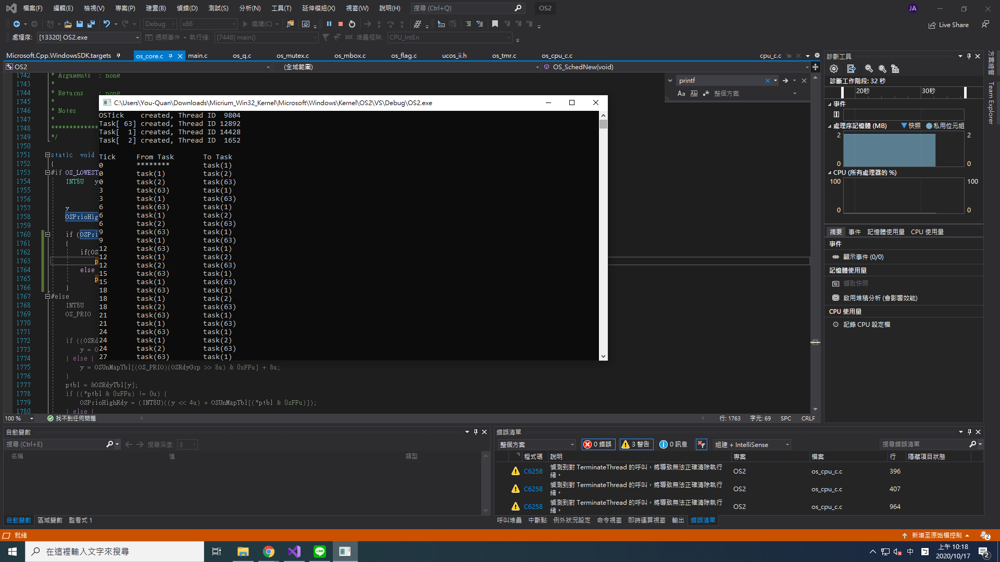 檔案(F) 編輯(E) 檢視(V) 專案(P) 建置(B) 偵錯(D) 測試(S) 分析(N) 工具(T) 延伸模組(X) 視窗(W) 說明(H) 搜尋 (Ctrl+Q) OS2 JA
Debug x86 繼續(C) Live Share
處理序: [13320] OS2.exe 週期事件 執行緒: [7448] main() 堆疊框架: CPU_IntEn
Microsoft.Cpp.WindowsSDK.targets os_core.c main.c os_q.c os_mutex.c os_mbox.c os_flag.c ucos_ii.h os_tmr.c os_cpu_c.c cpu_c.c
OS2 (全域範圍) OS_SchedNew(void)
printf
Aa Ab 整個方案
1742 * Arguments : none
1743 *
1744 * Returns : none
1745 *
1746 * Notes
1747 *
1748 *************
1749 */
1750
1751 static void
1752 {
1753 #if OS_LOWEST
1754 INT8U y
1755
1756
1757 y
1758 OSPrioHig
1759
1760 if (OSPri
1761 {
1762 if(OS
1763 p
1764 else
1765 p
1766 }
1767 #else
1768 INT8U
1769 OS_PRIO
1770
1771
1772 if ((OSRd
1773 y = O
1774 } else {
1775 y = OSUnMapTbl[(OS_PRIO)(OSRdyGrp >> 8u) & 0xFFu] + 8u;
1776 }
1777 ptbl = &OSRdyTbl[y];
1778 if ((*ptbl & 0xFFu) != 0u) {
1779 OSPrioHighRdy = (INT8U)((y << 4u) + OSUnMapTbl[(*ptbl & 0xFFu)]);
1780 } else {
C:\Users\You-Quan\Downloads\Micrium_Win32_Kernel\Microsoft\Windows\Kernel\OS2\VS\Debug\OS2.exe
OSTick created, Thread ID 9804
Task[ 63] created, Thread ID 12892
Task[ 1] created, Thread ID 14428
Task[ 2] created, Thread ID 1652
Tick From Task To Task
0 ******** task(1)
0 task(1) task(2)
0 task(2) task(63)
3 task(63) task(1)
3 task(1) task(63)
6 task(63) task(1)
6 task(1) task(2)
6 task(2) task(63)
9 task(63) task(1)
9 task(1) task(63)
12 task(63) task(1)
12 task(1) task(2)
12 task(2) task(63)
15 task(63) task(1)
15 task(1) task(63)
18 task(63) task(1)
18 task(1) task(2)
18 task(2) task(63)
21 task(63) task(1)
21 task(1) task(63)
24 task(63) task(1)
24 task(1) task(2)
24 task(2) task(63)
27 task(63) task(1)
100 % 找不到任何問題 行: 1763 字元: 69 SPC CRLF
診斷工具
診斷工作階段: 32 秒
20秒 30秒
事件
處理序記憶體 (MB) 快照 私用位元組
2 2
0 0
CPU (所有處理器的 %)
100 100
0 0
摘要 事件 記憶體使用量 CPU 使用量
事件
顯示事件 (0/0)
記憶體使用量
擷取快照
啟用堆積分析 (會影響效能)
CPU 使用量
記錄 CPU 設定檔
方案總管
Team Explorer
自動變數
搜尋 (Ctrl+E) 搜尋深度: 3
名稱 值 類型
自動變數 區域變數 監看式 1
錯誤清單
整個方案 0 錯誤 3 警告 0 訊息 組建 + IntelliSense 搜尋錯誤清單
程式碼 說明 專案 檔案 行 隱藏項目狀態
C6258 偵測到對 TerminateThread 的呼叫，將導致無法正確清除執行緒。 OS2 os_cpu_c.c 396
C6258 偵測到對 TerminateThread 的呼叫，將導致無法正確清除執行緒。 OS2 os_cpu_c.c 407
C6258 偵測到對 TerminateThread 的呼叫，將導致無法正確清除執行緒。 OS2 os_cpu_c.c 964
呼叫堆疊 中斷點 例外狀況設定 命令視窗 即時運算視窗 輸出 錯誤清單
就緒 新增至原始檔控制 2
在這裡輸入文字來搜尋 LINE 中 上午 10:18
2020/10/17 2